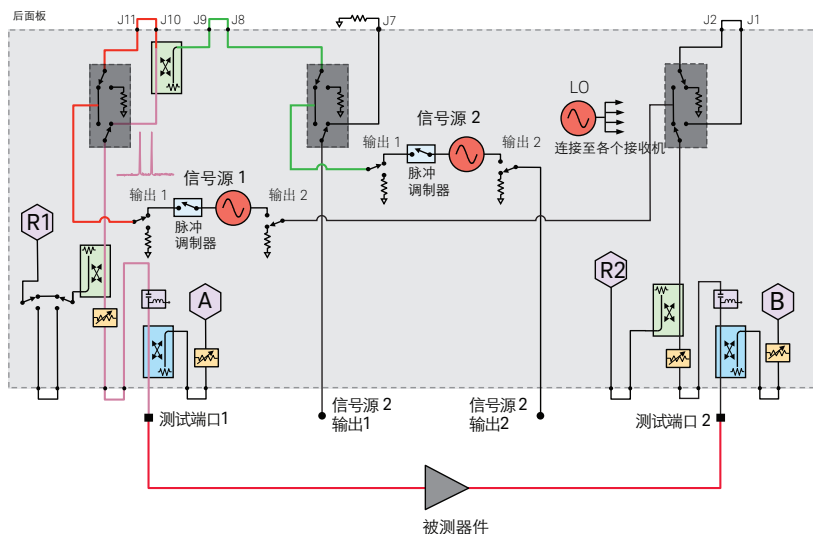 后面板
J11
J10
J9
J8
J7
J2
J1
LO
连接至各个接收机
信号源 2
输出 1
输出 2
脉冲
调制器
信号源 1
输出 1
输出 2
脉冲
调制器
R1
A
R2
B
测试端口1
信号源 2
输出1
信号源 2
输出2
测试端口 2
被测器件